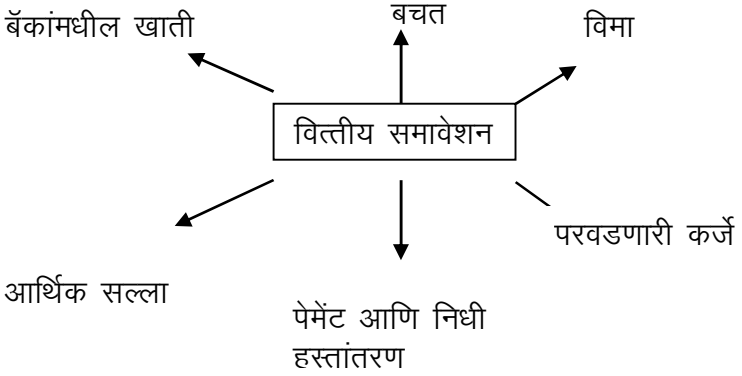 बॅकांमधील खाती
बचत
विमा
वित्तीय समावेशन
परवडणारी कर्जे
आर्थिक सल्ला
पेमेंट आणि निधी
हस्तांतरण